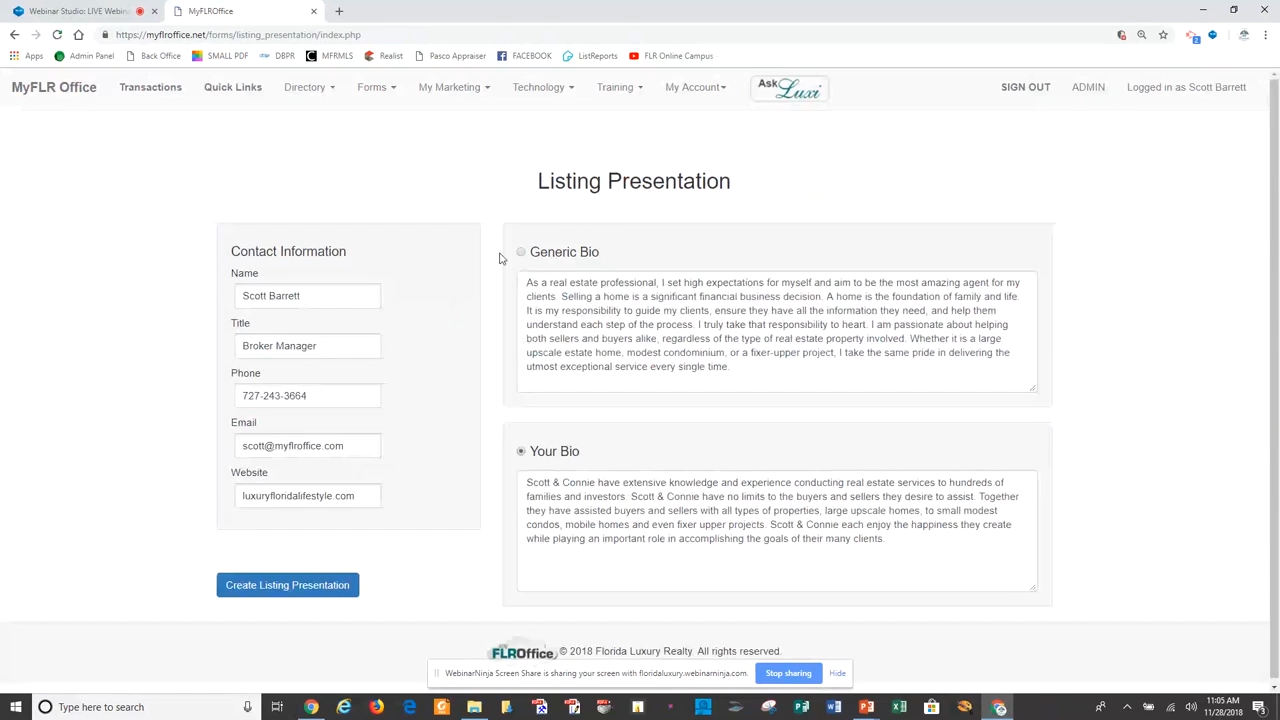 Webinar Studio: LIVE Webinar
MyFLROffice
https://myflroffice.net/forms/listing_presentation/index.php
Apps Admin Panel Back Office SMALL PDF DBPR MFRMLS Realist Pasco Appraiser FACEBOOK ListReports FLR Online Campus
MyFLR Office Transactions Quick Links Directory Forms My Marketing Technology Training My Account Ask Luxi SIGN OUT ADMIN Logged in as Scott Barrett
Listing Presentation
Contact Information
Name
Scott Barrett
Title
Broker Manager
Phone
727-243-3664
Email
scott@myflroffice.com
Website
luxuryfloridalifestyle.com
Create Listing Presentation
Generic Bio
As a real estate professional, I set high expectations for myself and aim to be the most amazing agent for my
clients. Selling a home is a significant financial business decision. A home is the foundation of family and life.
It is my responsibility to guide my clients, ensure they have all the information they need, and help them
understand each step of the process. I truly take that responsibility to heart. I am passionate about helping
both sellers and buyers alike, regardless of the type of real estate property involved. Whether it is a large
upscale estate home, modest condominium, or a fixer-upper project, I take the same pride in delivering the
utmost exceptional service every single time.
Your Bio
Scott & Connie have extensive knowledge and experience conducting real estate services to hundreds of
families and investors. Scott & Connie have no limits to the buyers and sellers they desire to assist. Together
they have assisted buyers and sellers with all types of properties, large upscale homes, to small modest
condos, mobile homes and even fixer upper projects. Scott & Connie each enjoy the happiness they create
while playing an important role in accomplishing the goals of their many clients.
FLROffice © 2018 Florida Luxury Realty. All rights reserved.
WebinarNinja Screen Share is sharing your screen with floridaluxury.webinarninja.com. Stop sharing Hide
Type here to search
11:05 AM
11/28/2018